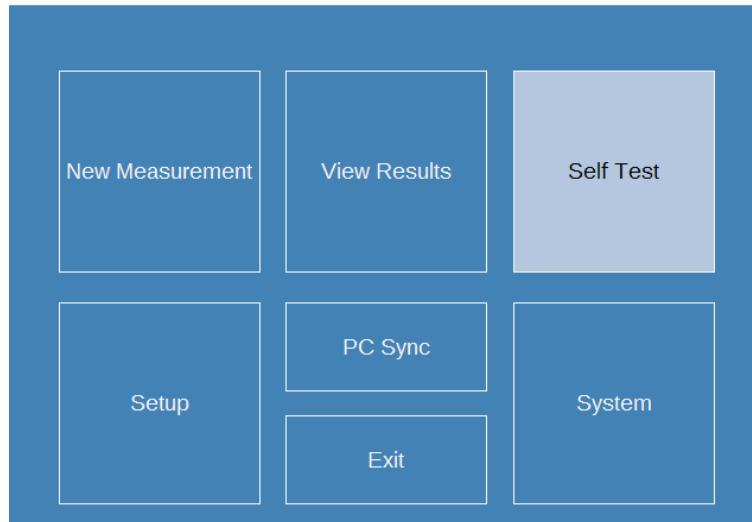 New Measurement
View Results
Self Test
Setup
PC Sync
System
Exit